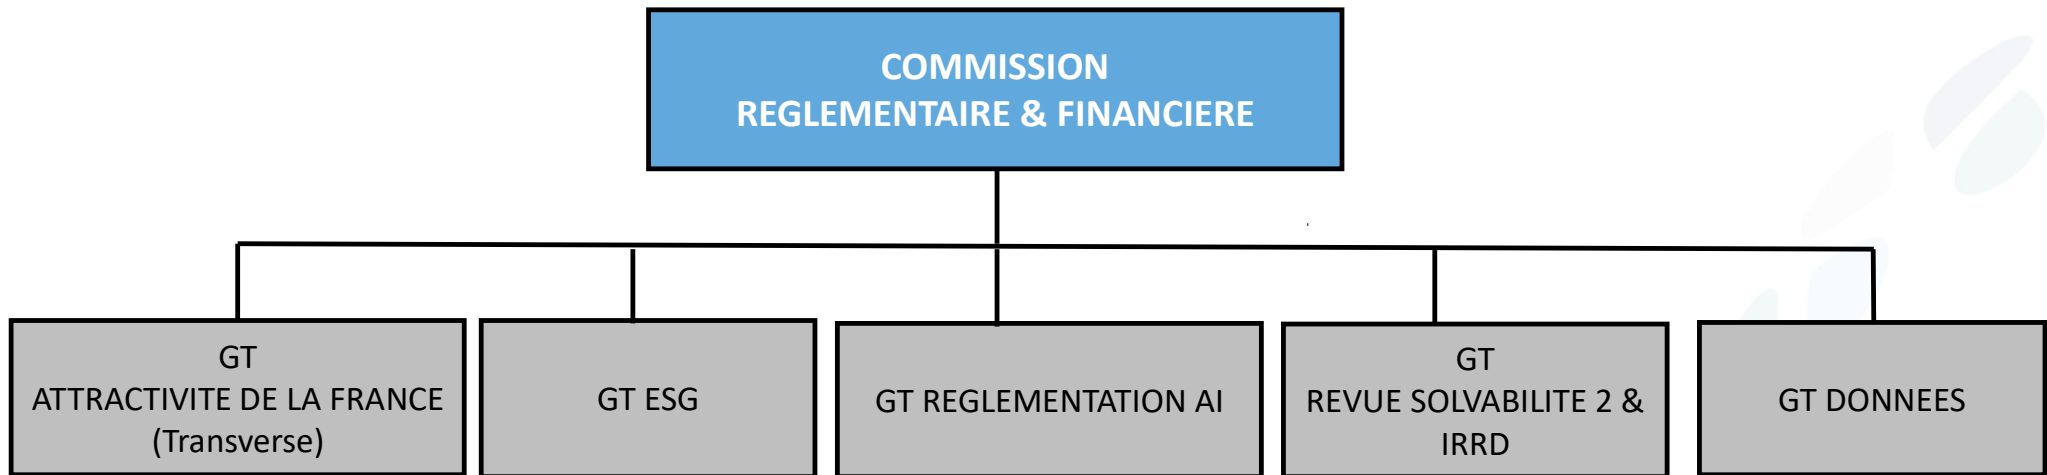 COMMISSION
REGLEMENTAIRE & FINANCIERE
GT
ATTRACTIVITE DE LA FRANCE
(Transverse)
GT ESG
GT REGLEMENTATION AI
GT
REVUE SOLVABILITE 2 &
IRRD
GT DONNEES